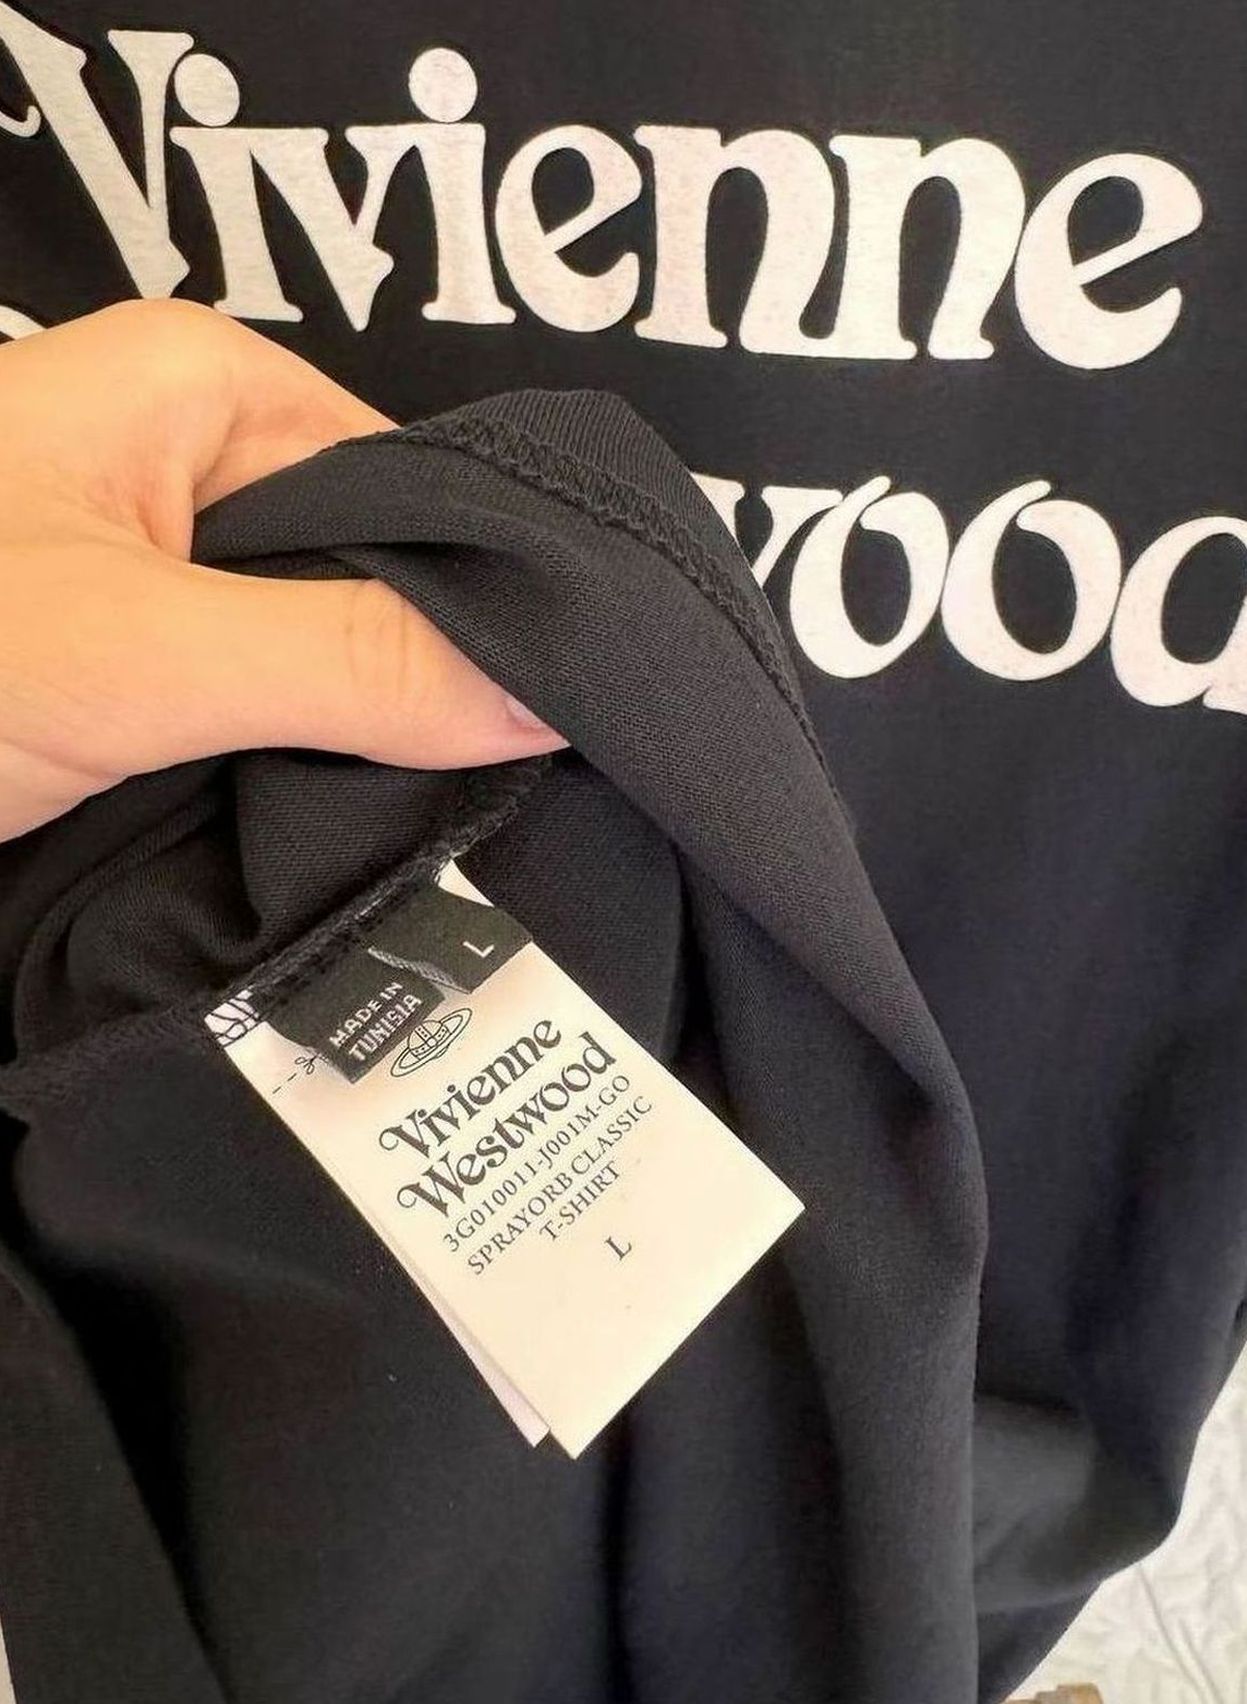 Vivienne
wood
L
MADE IN
TUNISIA
Vivienne
Westwood
3G010011-J001M-GO
SPRAYORB CLASSIC
T-SHIRT
L